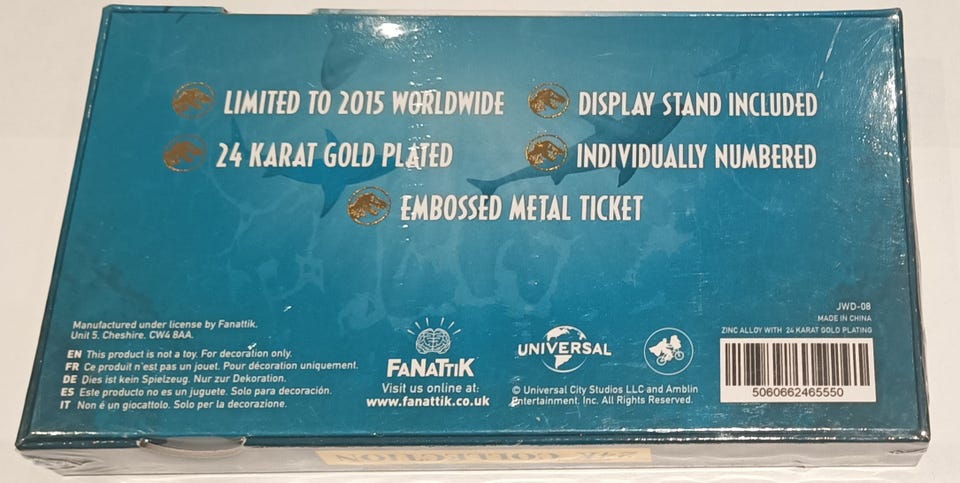 LIMITED TO 2015 WORLDWIDE
DISPLAY STAND INCLUDED
24 KARAT GOLD PLATED
INDIVIDUALLY NUMBERED
EMBOSSED METAL TICKET
Manufactured under license by Fanattik.
Unit 5. Cheshire. CW4 8AA.
EN This product is not a toy. For decoration only.
FR Ce produit n'est pas un jouet. Pour décoration uniquement.
DE Dies ist kein Spielzeug. Nur zur Dekoration.
ES Este producto no es un juguete. Solo para decoración.
IT Non é un giocattolo. Solo per la decorazione.
FANATTIK
Visit us online at:
www.fanattik.co.uk
UNIVERSAL
© Universal City Studios LLC and Amblin
Entertainment, Inc. All Rights Reserved.
JWD-08
MADE IN CHINA
ZINC ALLOY WITH 24 KARAT GOLD PLATING
5060662465550
24K COLLECTION